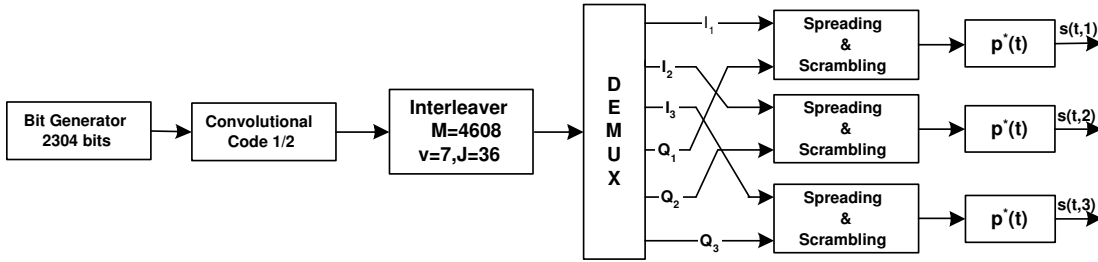 Bit Generator
2304 bits
Convolutional
Code 1/2
Interleaver
M=4608
v=7,J=36
D
E
M
U
X
I₁
I₂
I₃
Q₁
Q₂
Q₃
Spreading
&
Scrambling
p*(t)
s(t,1)
Spreading
&
Scrambling
p*(t)
s(t,2)
Spreading
&
Scrambling
p*(t)
s(t,3)